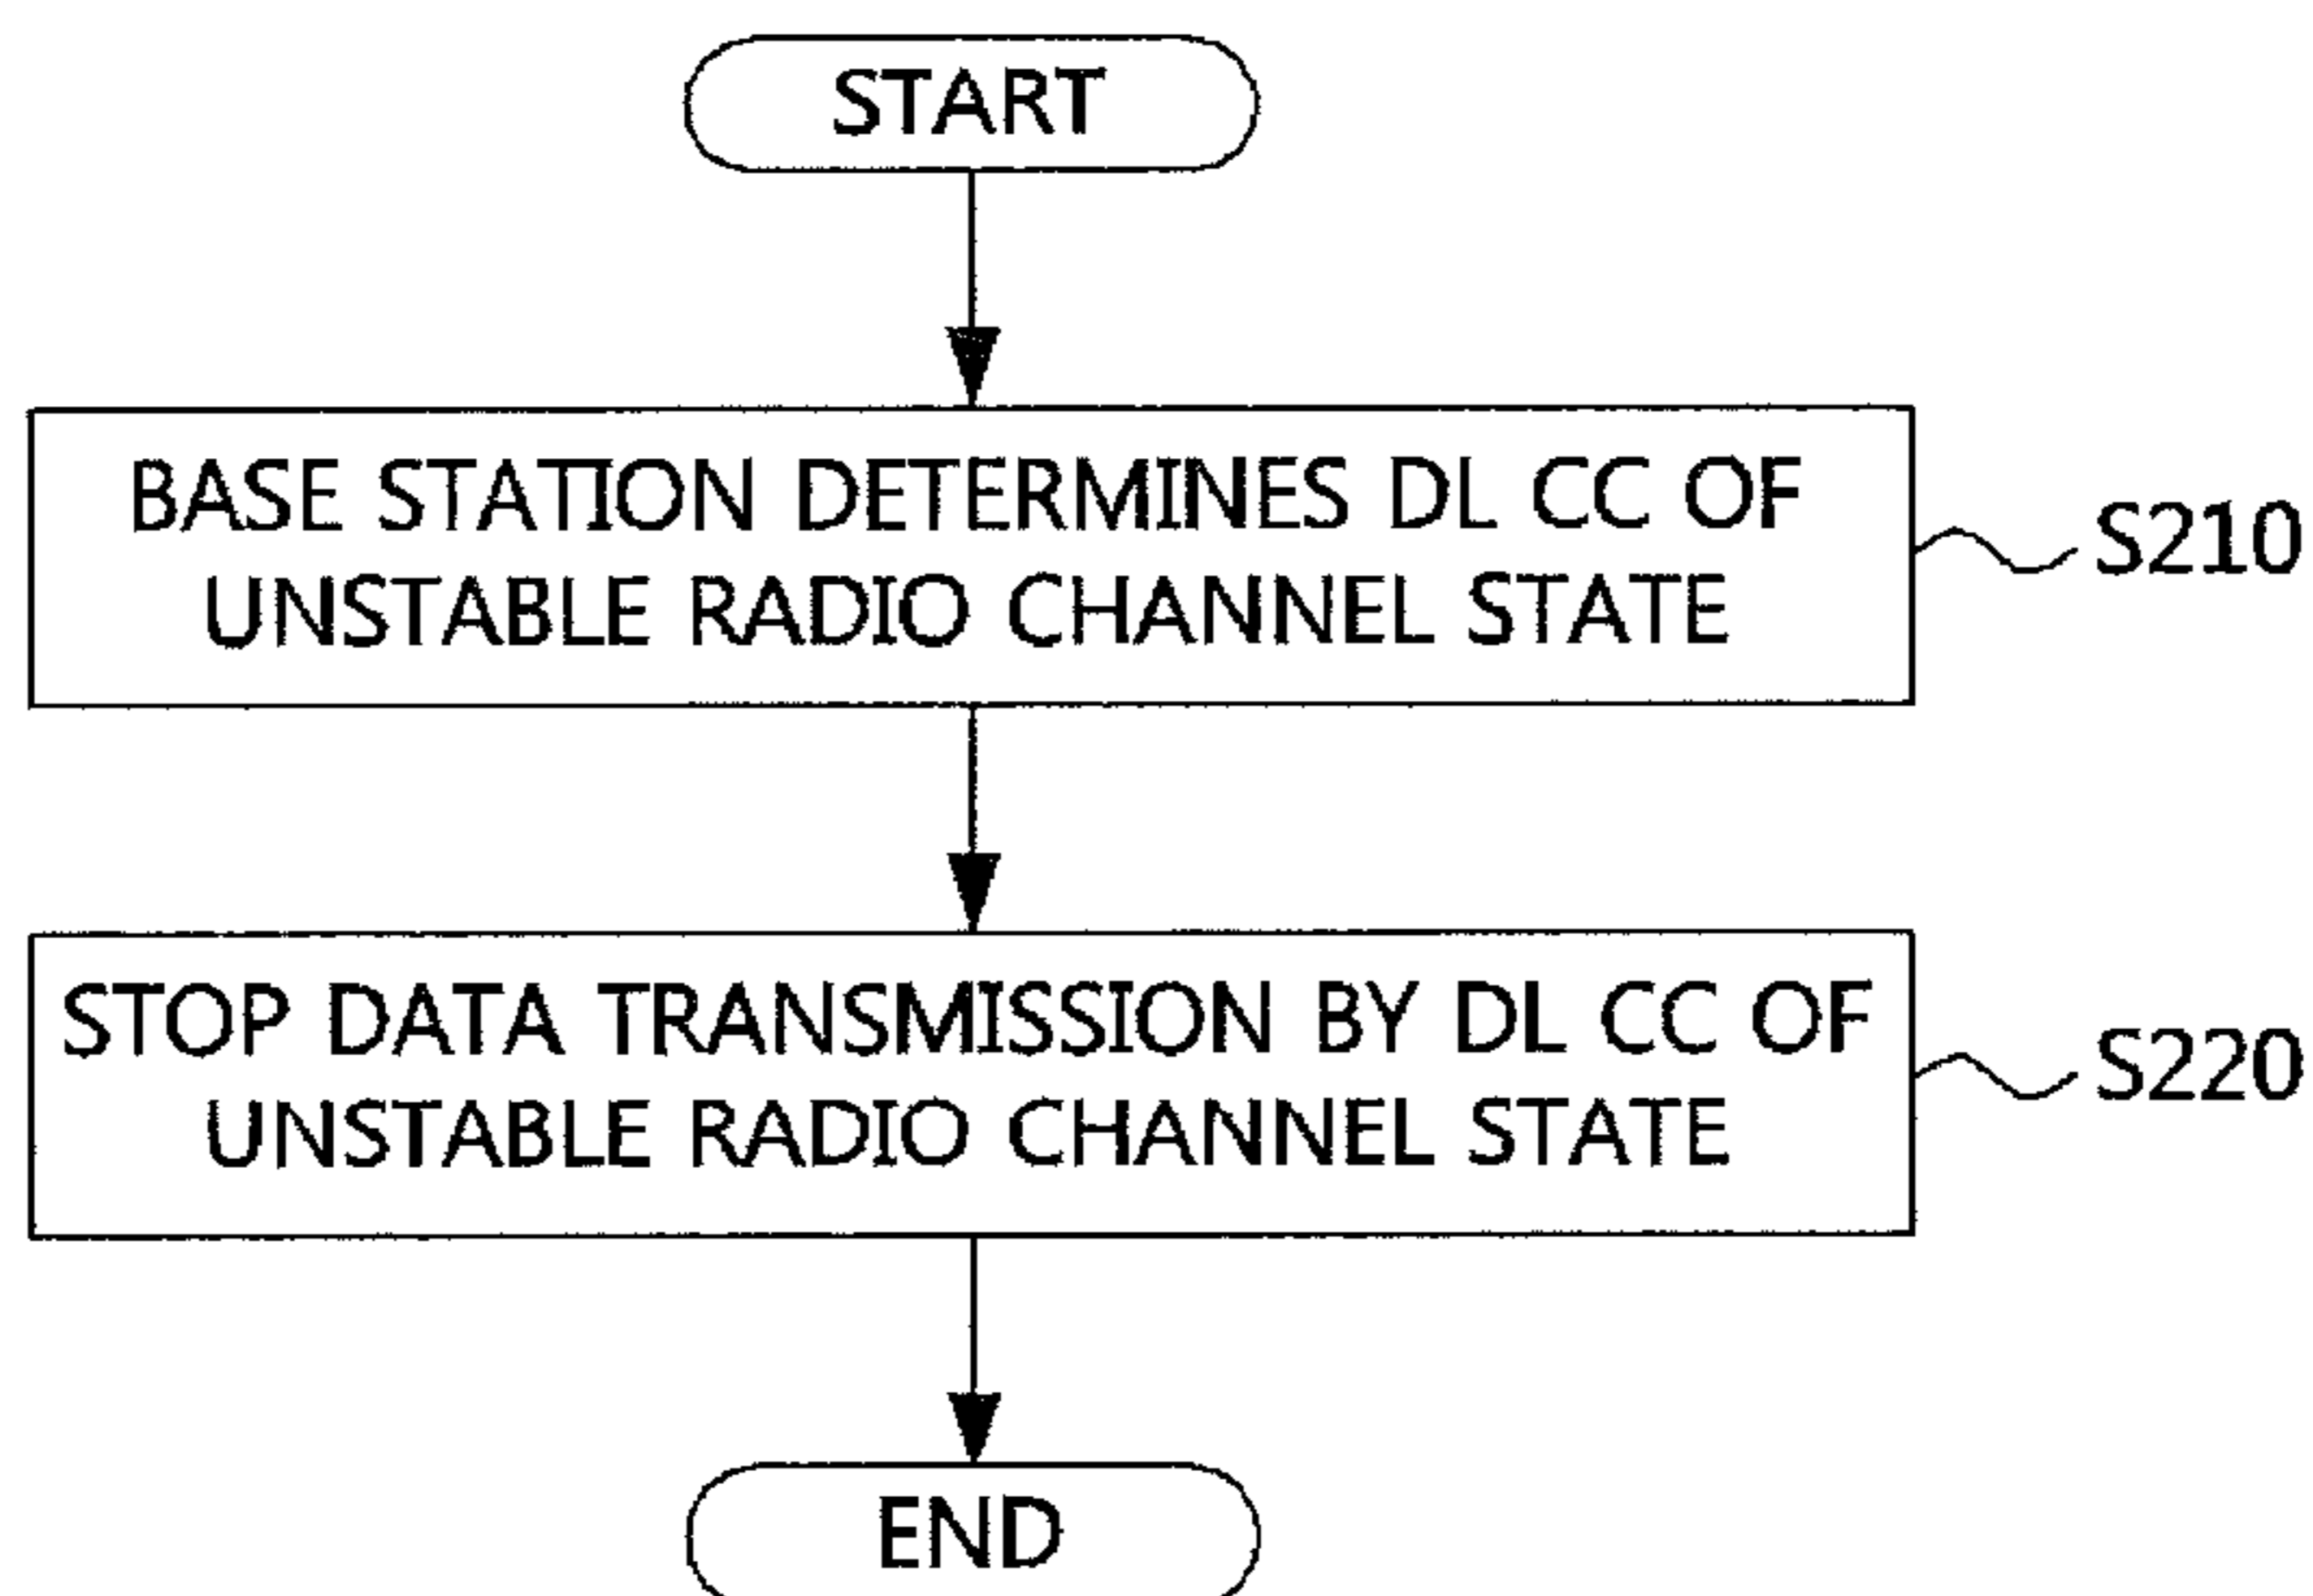 START
BASE STATION DETERMINES DL CC OF
UNSTABLE RADIO CHANNEL STATE
S210
STOP DATA TRANSMISSION BY DL CC OF
UNSTABLE RADIO CHANNEL STATE
S220
END